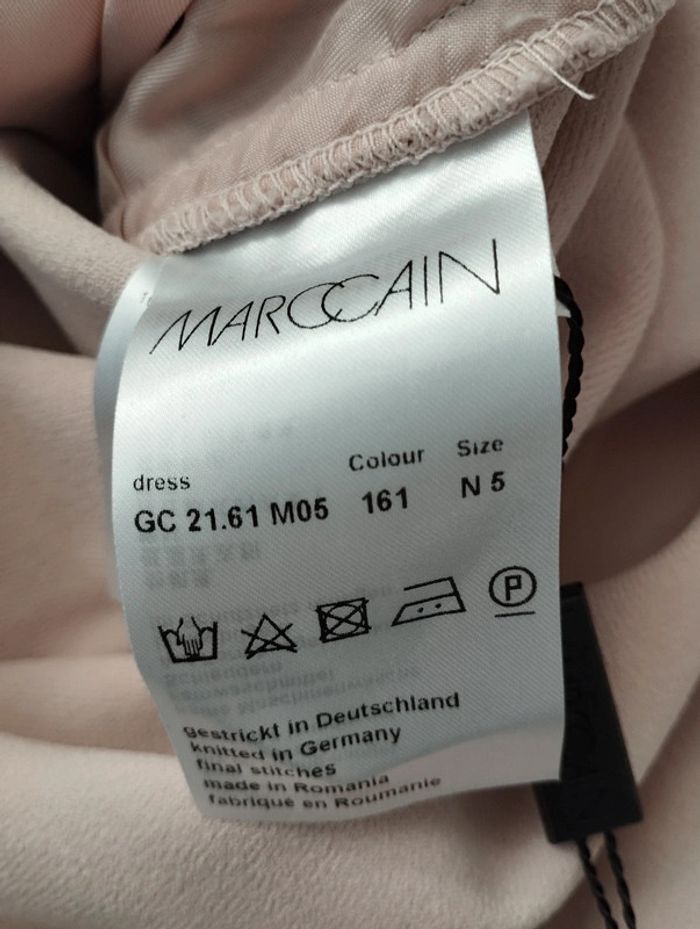 MARCCAIN
Colour Size
dress
GC 21.61 M05 161 N 5
P
gestrickt in Deutschland
knitted in Germany
final stitches
made in Romania
fabriqué en Roumanie